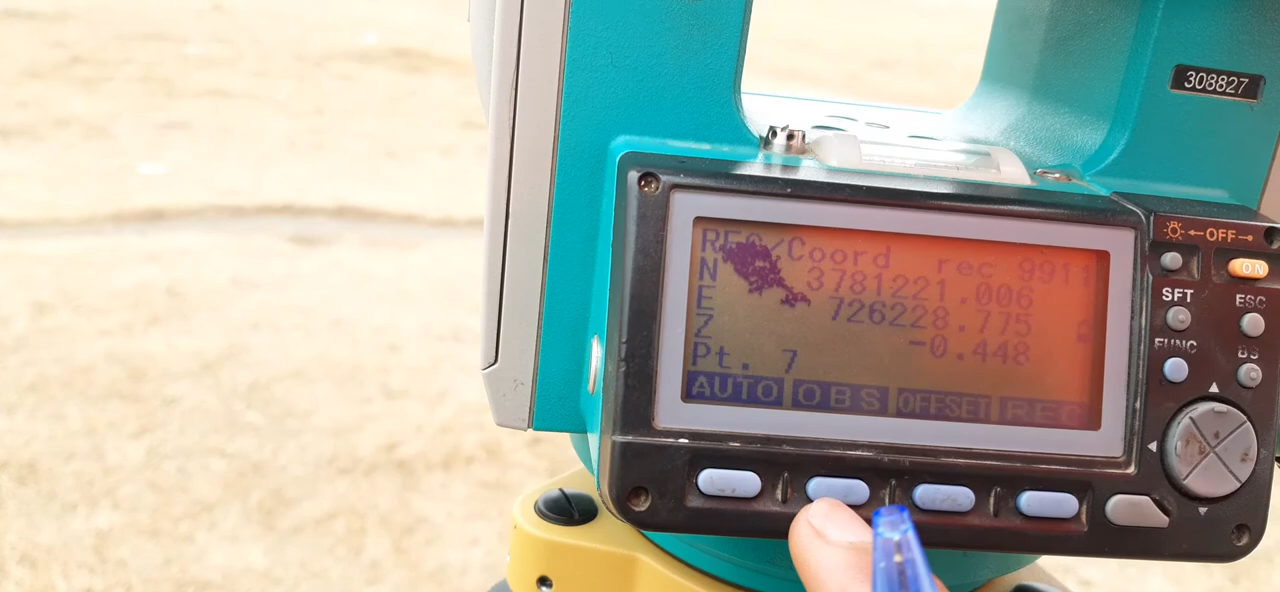 308827
REC/Coord rec 9911
N 3781221.006
E 726228.775
Z -0.448
Pt. 7
AUTO OBS OFFSET REC
OFF
ON
SFT ESC
FUNC BS